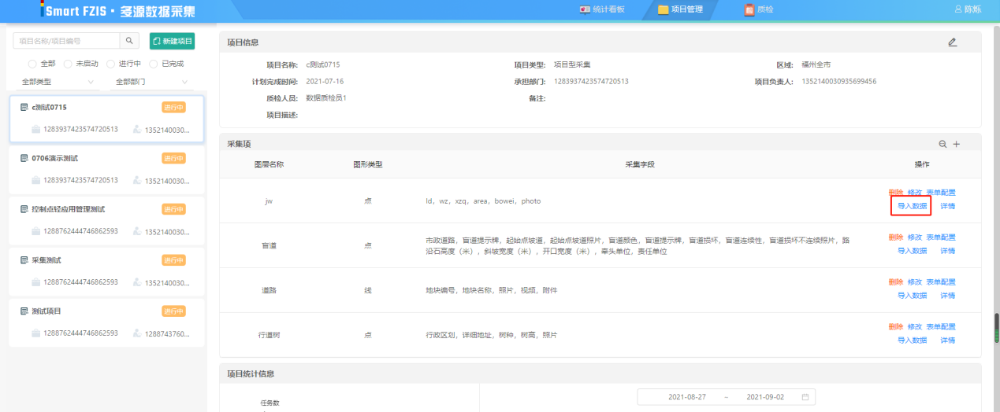 Smart FZIS · 多源数据采集
统计看板
项目管理
质检
陈烁
项目名称/项目编号
新建项目
全部 未启动 进行中 已完成
全部类型 全部部门
c测试0715 进行中
1283937423574720513 1352140030...
0706演示测试 进行中
1283937423574720513 1352140030...
控制点轻应用管理测试 进行中
1288762444746862593 1352140030...
采集测试 进行中
1288762444746862593 1352140030...
测试项目 进行中
1288762444746862593 1288743760...
项目信息
项目名称: c测试0715 项目类型: 项目型采集 区域: 福州全市
计划完成时间: 2021-07-16 承担部门: 1283937423574720513 项目负责人: 1352140030935699456
质检人员: 数据质检员1 备注:
项目描述:
采集项
图层名称 图形类型 采集字段 操作
jw 点 Id, wz, xzq, area, bowei, photo 删除 修改 表单配置
导入数据 详情
盲道 点 市政道路, 盲道提示牌, 起始点坡道, 起始点坡道照片, 盲道颜色, 盲道提示牌, 盲道损坏, 盲道连续性, 盲道损坏不连续照片, 路
沿石高度（米）, 斜坡宽度（米）, 开口宽度（米）, 牵头单位, 责任单位
删除 修改 表单配置
导入数据 详情
道路 线 地块编号, 地块名称, 照片, 视频, 附件 删除 修改 表单配置
导入数据 详情
行道树 点 行政区划, 详细地址, 树种, 树高, 照片 删除 修改 表单配置
导入数据 详情
项目统计信息
任务数
2021-08-27 ~ 2021-09-02